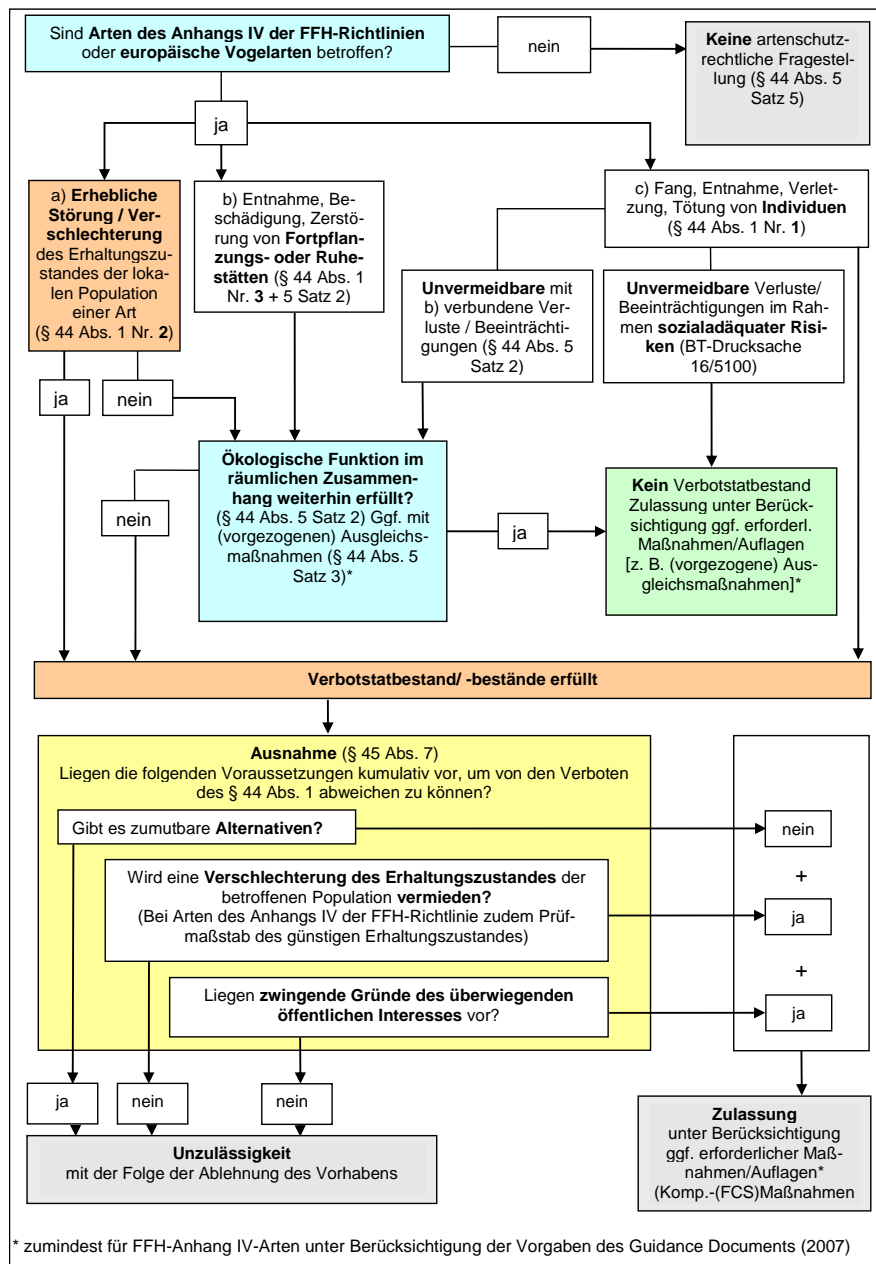 Sind Arten des Anhangs IV der FFH-Richtlinien
oder europäische Vogelarten betroffen?
nein
Keine artenschutz-
rechtliche Fragestel-
lung (§ 44 Abs. 5
Satz 5)
ja
a) Erhebliche
Störung / Ver-
schlechterung
des Erhaltungszu-
standes der loka-
len Population
einer Art
(§ 44 Abs. 1 Nr. 2)
b) Entnahme, Be-
schädigung, Zerstö-
rung von Fortpflan-
zungs- oder Ruhe-
stätten (§ 44 Abs. 1
Nr. 3 + 5 Satz 2)
c) Fang, Entnahme, Verlet-
zung, Tötung von Individuen
(§ 44 Abs. 1 Nr. 1)
Unvermeidbare mit
b) verbundene Ver-
luste / Beeinträchti-
gungen (§ 44 Abs. 5
Satz 2)
Unvermeidbare Verluste/
Beeinträchtigungen im Rah-
men sozialadäquater Risi-
ken (BT-Drucksache
16/5100)
ja
nein
Ökologische Funktion im
räumlichen Zusammen-
hang weiterhin erfüllt?
(§ 44 Abs. 5 Satz 2) Ggf. mit
(vorgezogenen) Ausgleichs-
maßnahmen (§ 44 Abs. 5
Satz 3)*
nein
ja
Kein Verbotstatbestand
Zulassung unter Berück-
sichtigung ggf. erforderl.
Maßnahmen/Auflagen
[z. B. (vorgezogene) Aus-
gleichsmaßnahmen]*
Verbotstatbestand/ -bestände erfüllt
Ausnahme (§ 45 Abs. 7)
Liegen die folgenden Voraussetzungen kumulativ vor, um von den Verboten
des § 44 Abs. 1 abweichen zu können?
Gibt es zumutbare Alternativen?
nein
+
Wird eine Verschlechterung des Erhaltungszustandes der
betroffenen Population vermieden?
(Bei Arten des Anhangs IV der FFH-Richtlinie zudem Prüf-
maßstab des günstigen Erhaltungszustandes)
ja
+
Liegen zwingende Gründe des überwiegenden
öffentlichen Interesses vor?
ja
ja
nein
nein
Unzulässigkeit
mit der Folge der Ablehnung des Vorhabens
Zulassung
unter Berücksichtigung
ggf. erforderlicher Maß-
nahmen/Auflagen*
(Komp.-(FCS)Maßnahmen
* zumindest für FFH-Anhang IV-Arten unter Berücksichtigung der Vorgaben des Guidance Documents (2007)